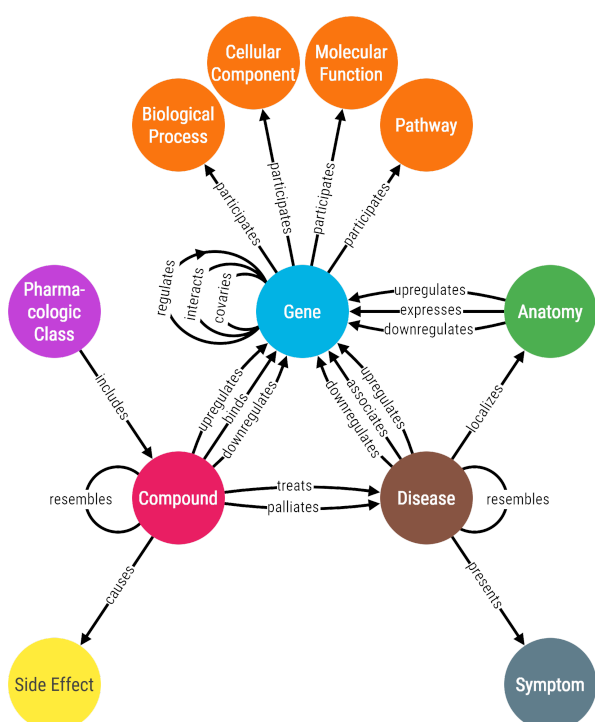 Cellular
Component
Molecular
Function
Biological
Process
Pathway
participates
participates
participates
participates
regulates
interacts
covaries
Pharma-
cologic
Class
Gene
upregulates
expresses
downregulates
Anatomy
includes
upregulates
binds
downregulates
downregulates
associates
upregulates
localizes
resembles
Compound
treats
palliates
Disease
resembles
causes
presents
Side Effect
Symptom